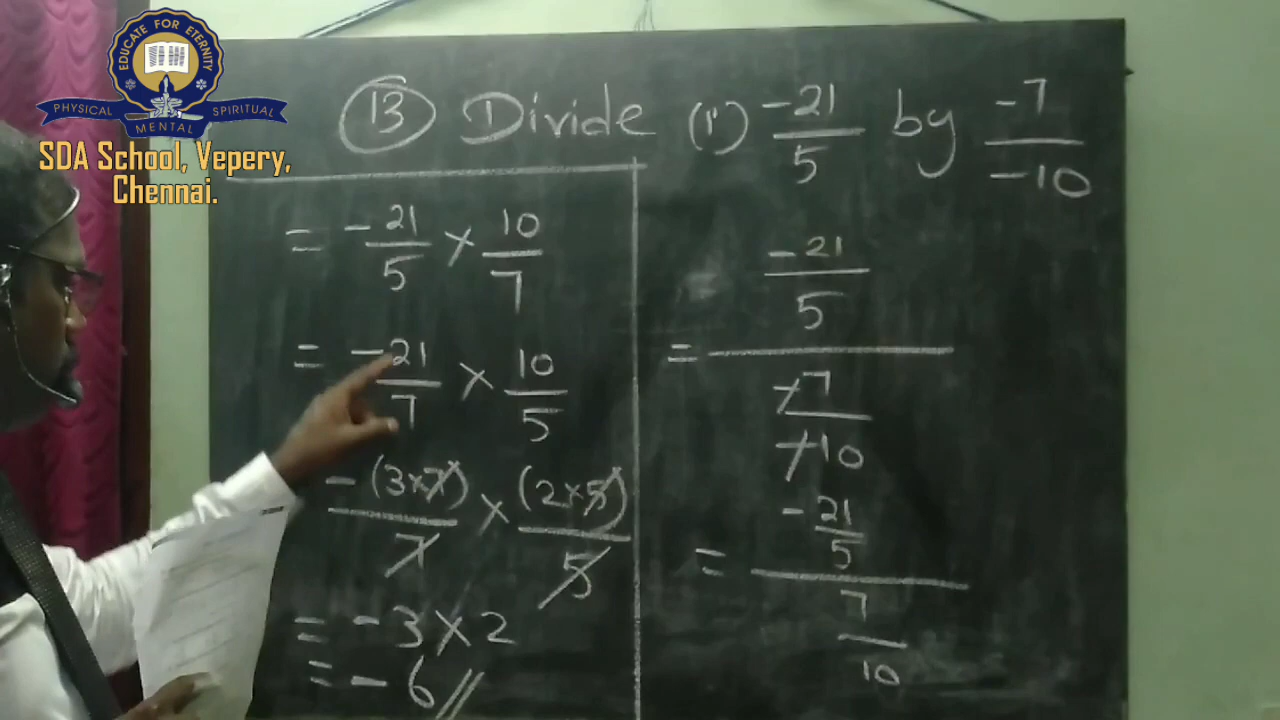 EDUCATE FOR ETERNITY
PHYSICAL MENTAL SPIRITUAL
SDA School, Vepery,
Chennai.
13 Divide (i) -21/5 by -7/-10
= (-21/5)/(-7/-10)
= (-21/5)/(7/10)
= -21/5 × 10/7
= -21/7 × 10/5
-(3×7)/7 × (2×5)/5
= -3 × 2
= -6//